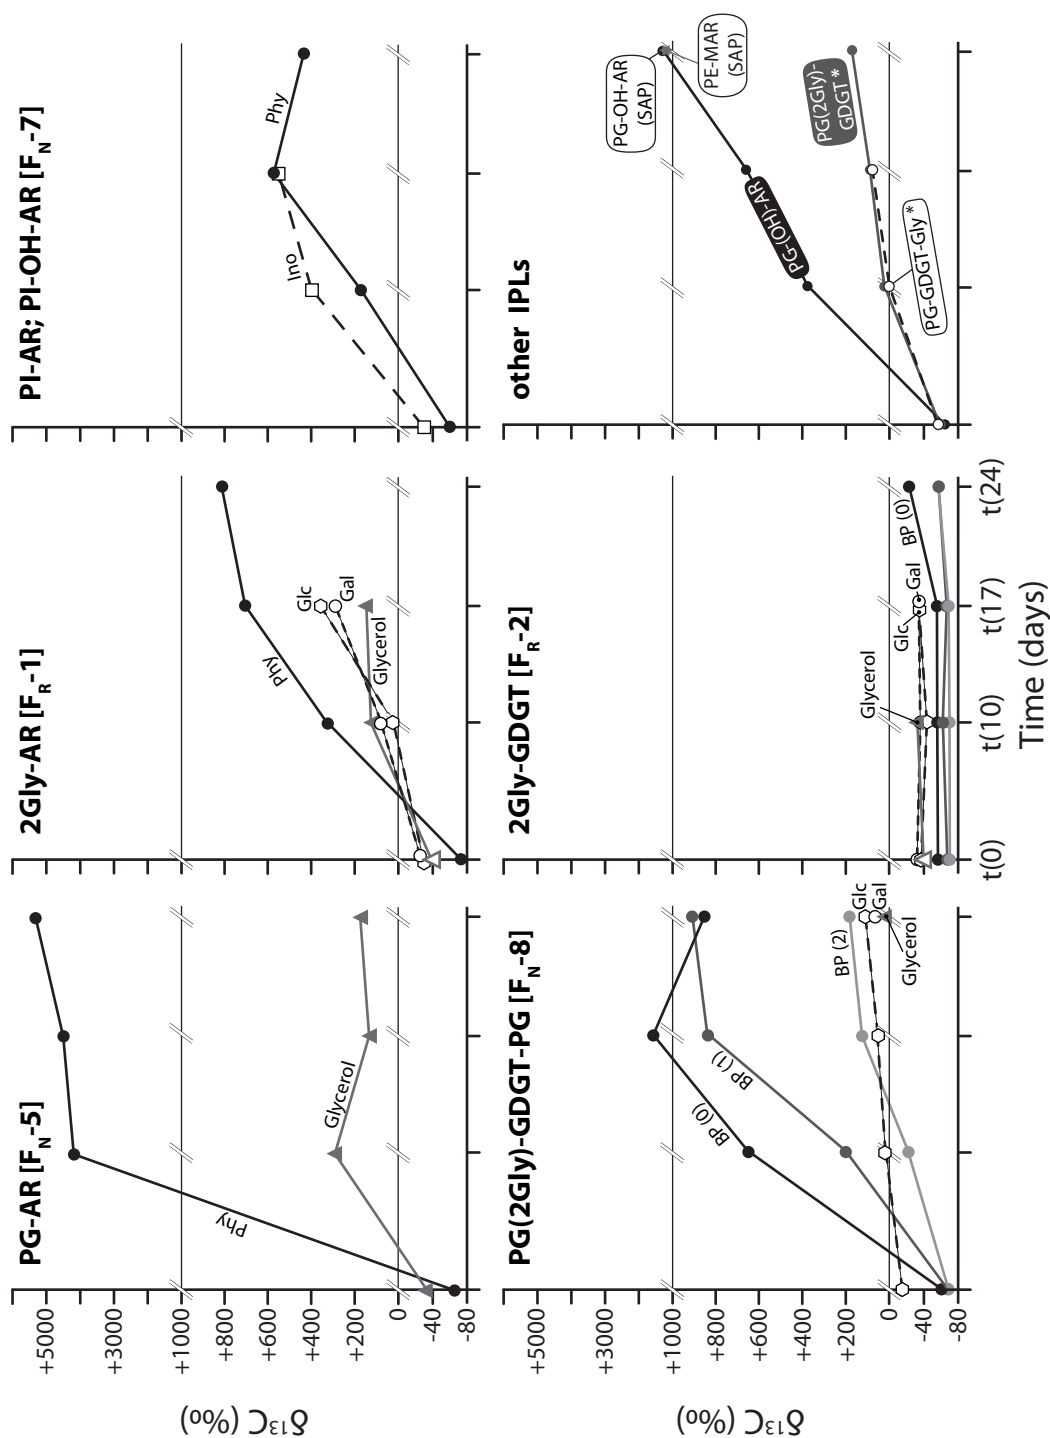 PG-AR [F_N-5]
+5000
+3000
+1000
+800
+600
+400
+200
0
-40
-80
δ¹³C (‰)
Phy
Glycerol
2Gly-AR [F_R-1]
Phy
Glc
Gal
Glycerol
PI-AR; PI-OH-AR [F_N-7]
Ino
Phy
PG(2Gly)-GDGT-PG [F_N-8]
+5000
+3000
+1000
+800
+600
+400
+200
0
-40
-80
δ¹³C (‰)
BP (0)
BP (1)
BP (2)
Glc
Gal
Glycerol
2Gly-GDGT [F_R-2]
Glycerol
Glc
Gal
BP (0)
t(0)
t(10)
t(17)
t(24)
Time (days)
other IPLs
PG-OH-AR
(SAP)
PE-MAR
(SAP)
PG-(OH)-AR
PG(2Gly)-
GDGT *
PG-GDGT-Gly *